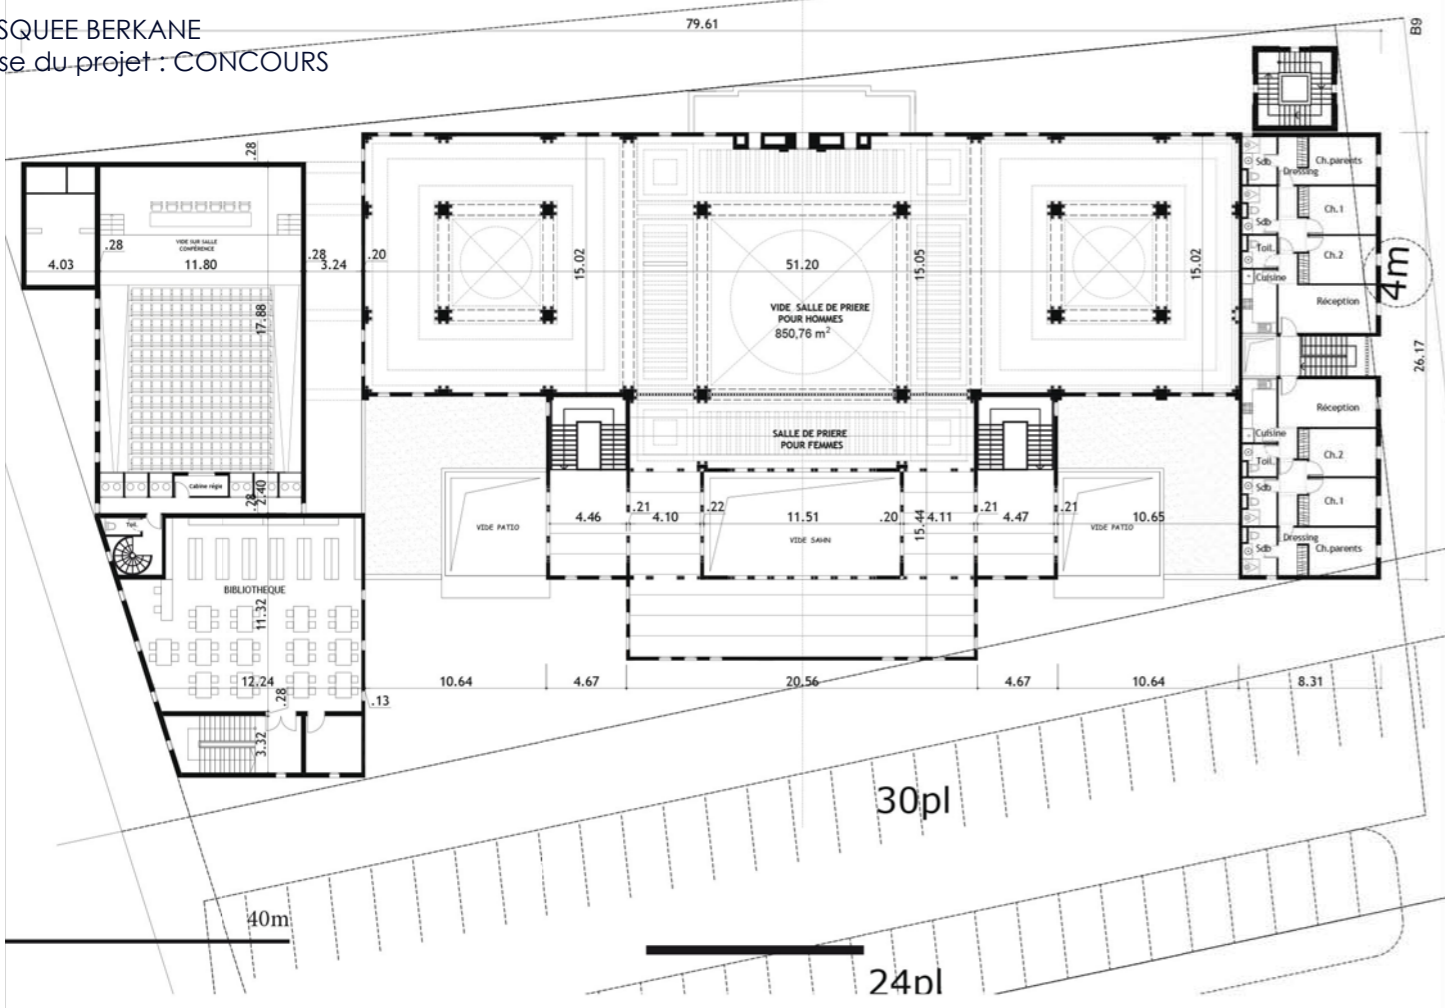 SQUEE BERKANE
se du projet : CONCOURS
79.61
B9
.28
Sdb
Ch.parents
Dressing
Ch.1
Sdb
Toil.
Ch.2
Cuisine
Réception
4m
VIDE SUR SALLE
CONFÉRENCE
4.03
.28
11.80
.28
3.24
.20
15.02
51.20
15.05
15.02
17.88
VIDE SALLE DE PRIERE
POUR HOMMES
850,76 m²
26.17
SALLE DE PRIERE
POUR FEMMES
Réception
Cuisine
Toil.
Ch.2
Sdb
Ch.1
Dressing
Sdb
Ch.parents
Cabine régie
.28
2.40
VIDE PATIO
4.46
.21
4.10
.22
11.51
VIDE SAHN
.20
15.44
4.11
.21
4.47
.21
VIDE PATIO
10.65
Toil.
BIBLIOTHEQUE
11.32
12.24
.28
.13
3.32
10.64
4.67
20.56
4.67
10.64
8.31
30pl
40m
24pl